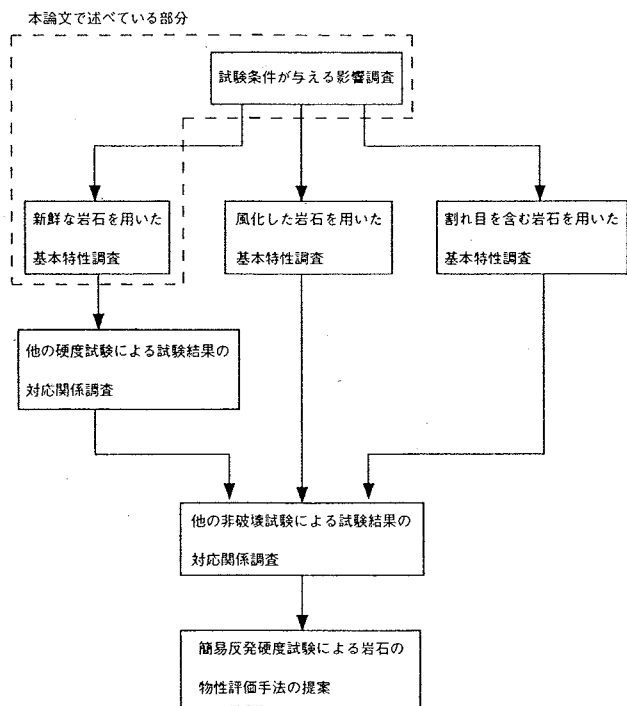 本論文で述べている部分
試験条件が与える影響調査
新鮮な岩石を用いた
基本特性調査
風化した岩石を用いた
基本特性調査
割れ目を含む岩石を用いた
基本特性調査
他の硬度試験による試験結果の
対応関係調査
他の非破壊試験による試験結果の
対応関係調査
簡易反発硬度試験による岩石の
物性評価手法の提案